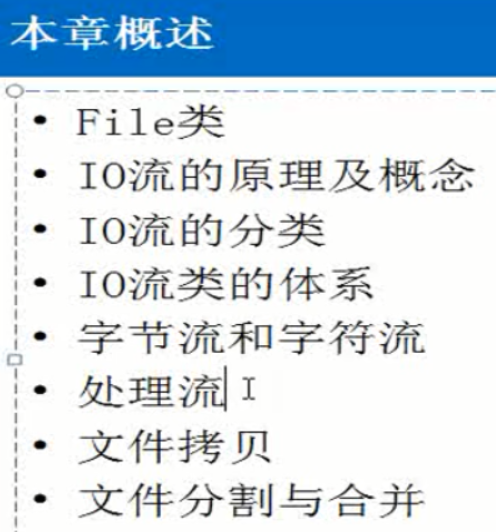 本章概述
• File类
• IO流的原理及概念
• IO流的分类
• IO流类的体系
• 字节流和字符流
• 处理流
• 文件拷贝
• 文件分割与合并